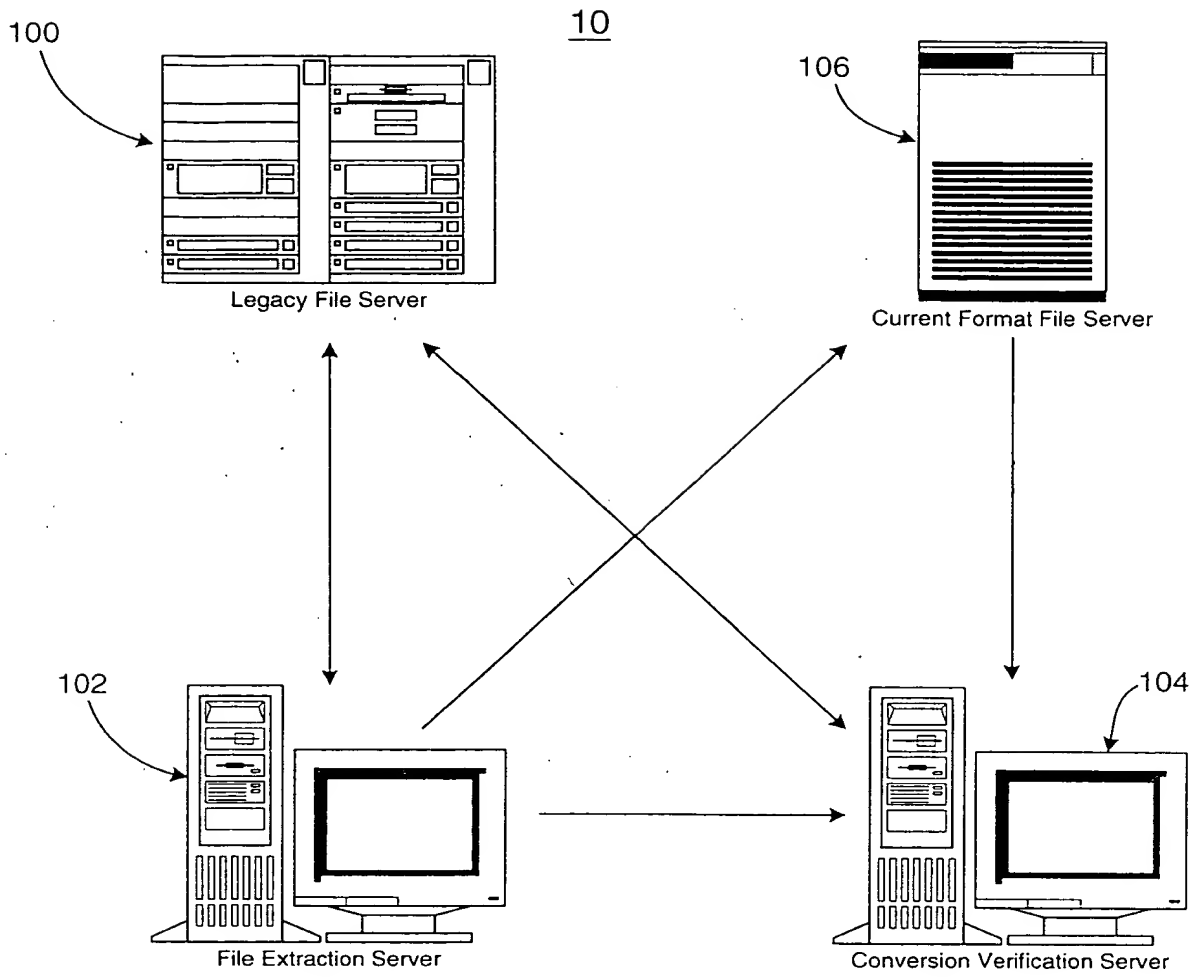 10
100
106
Legacy File Server
Current Format File Server
102
104
File Extraction Server
Conversion Verification Server